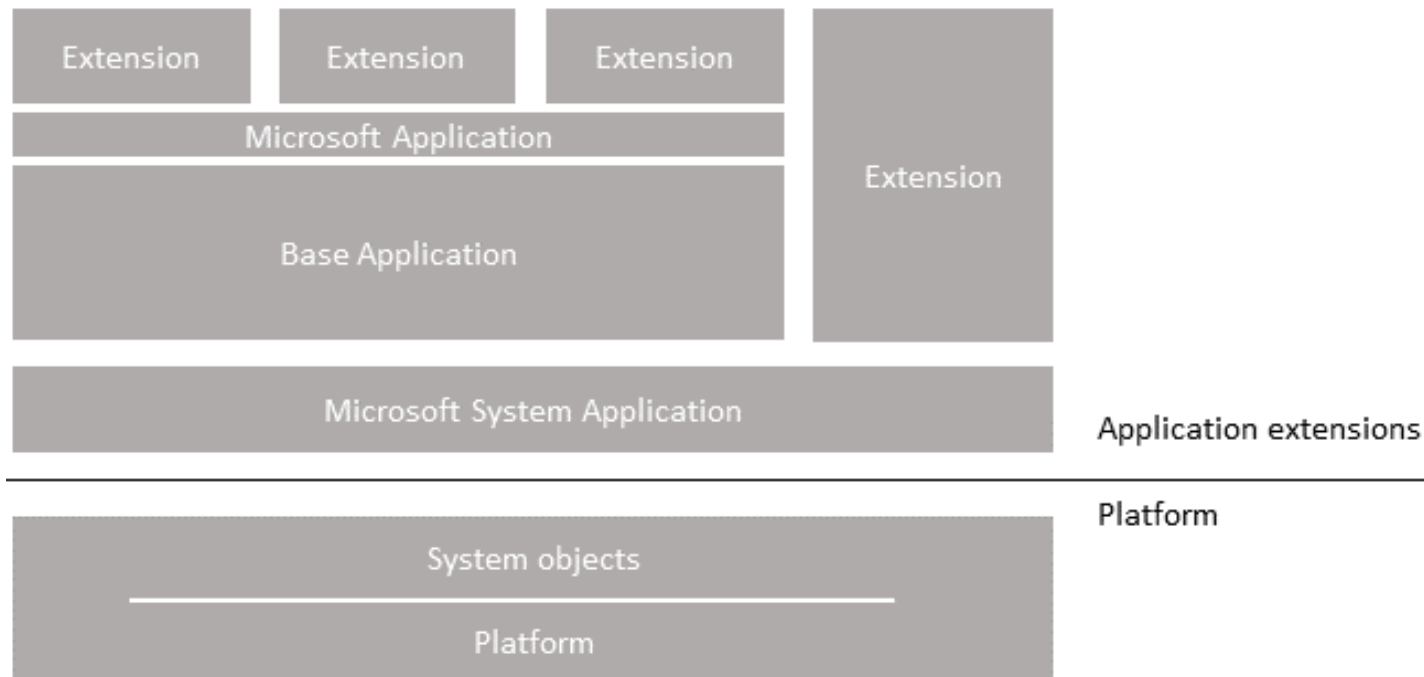 Extension
Extension
Extension
Microsoft Application
Extension
Base Application
Microsoft System Application
Application extensions
Platform
System objects
Platform